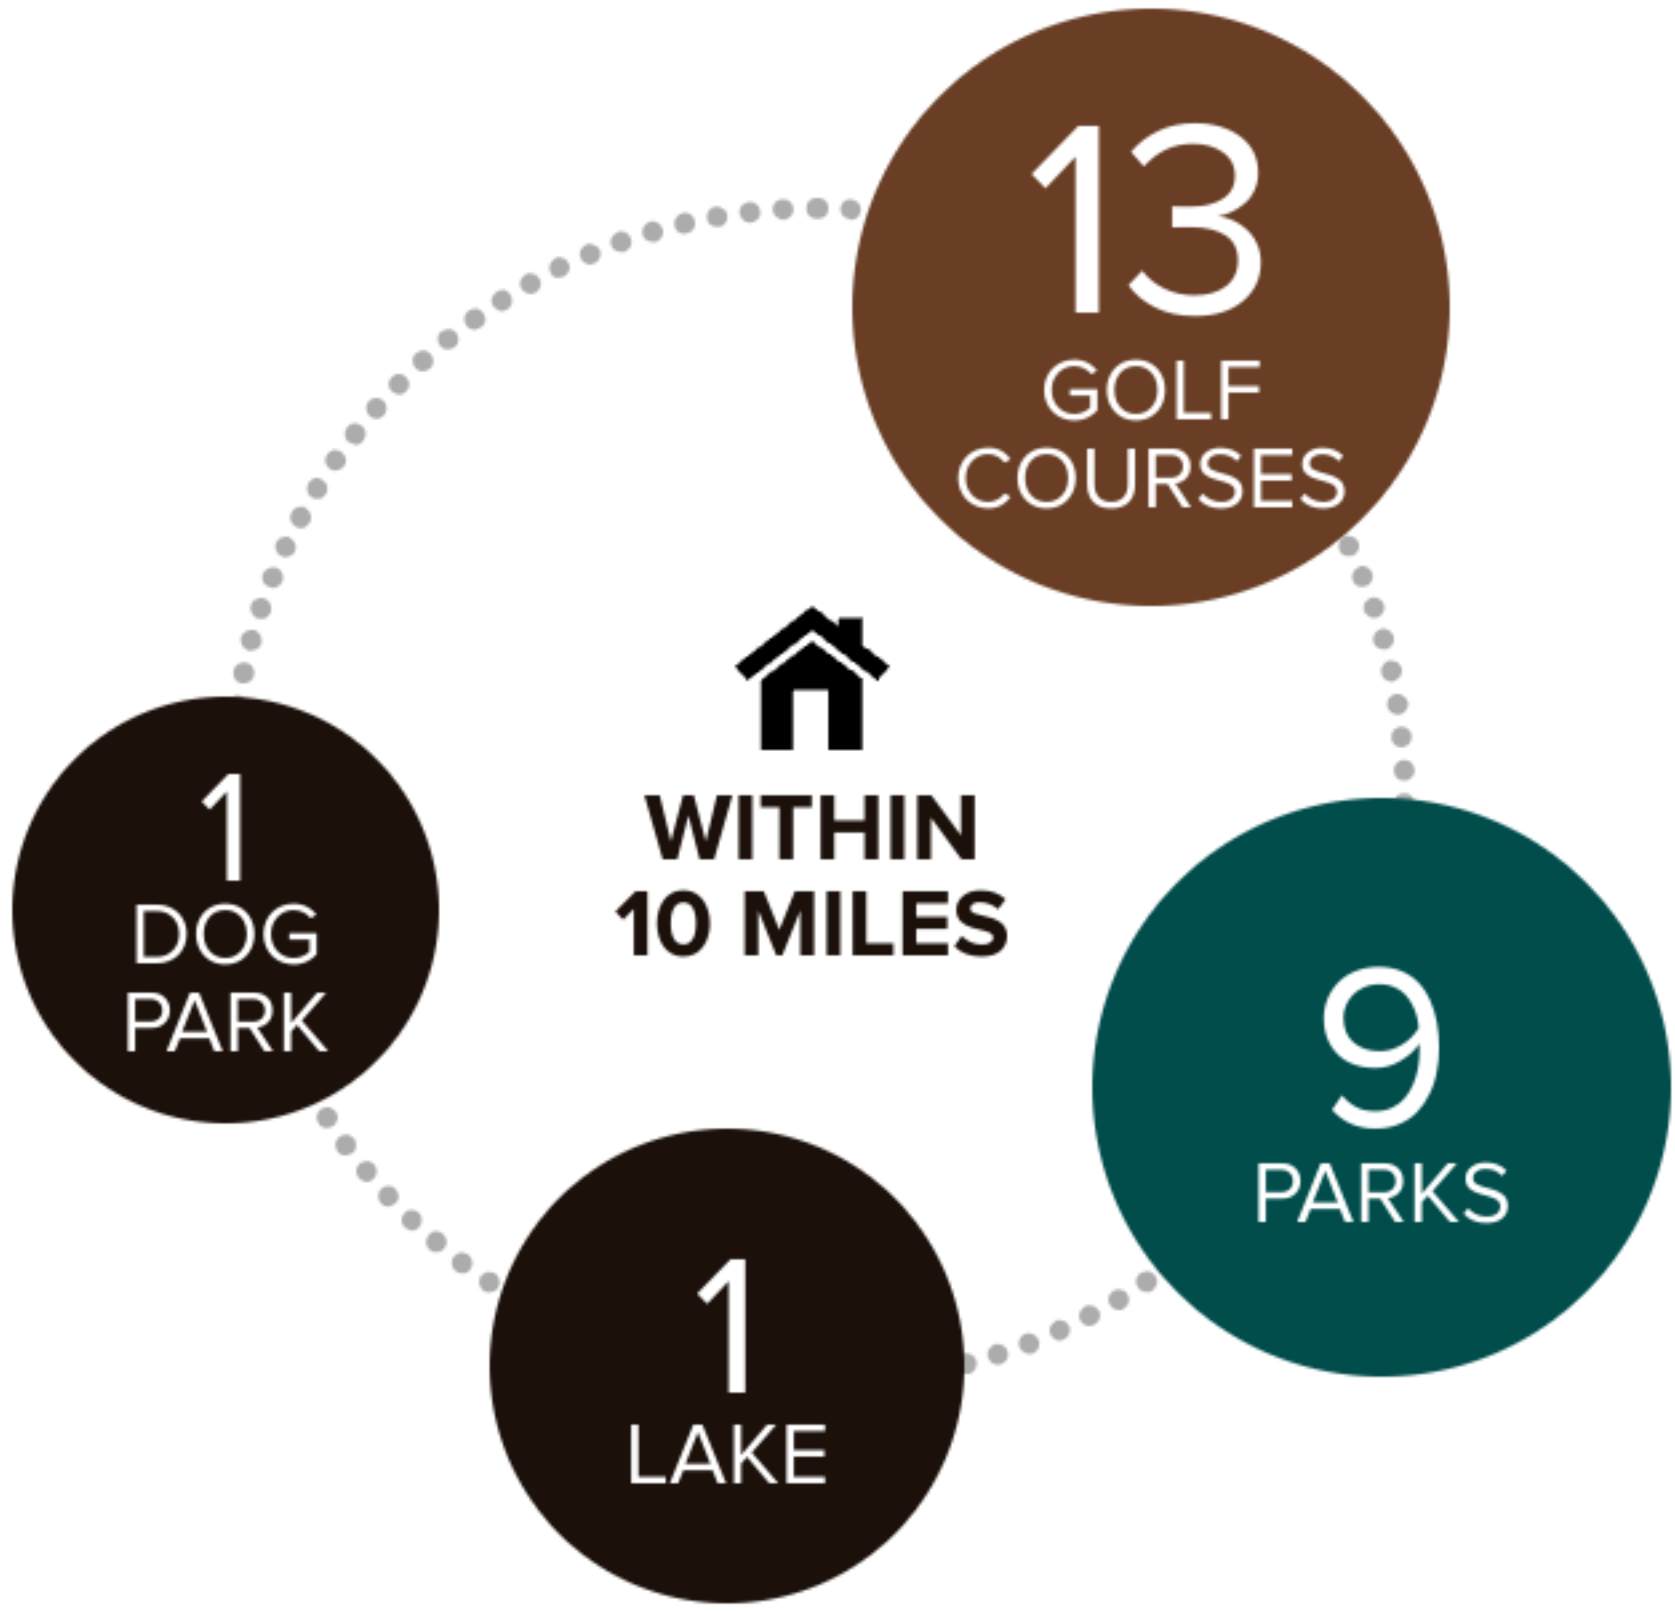 13
GOLF
COURSES
WITHIN
10 MILES
1
DOG
PARK
9
PARKS
1
LAKE